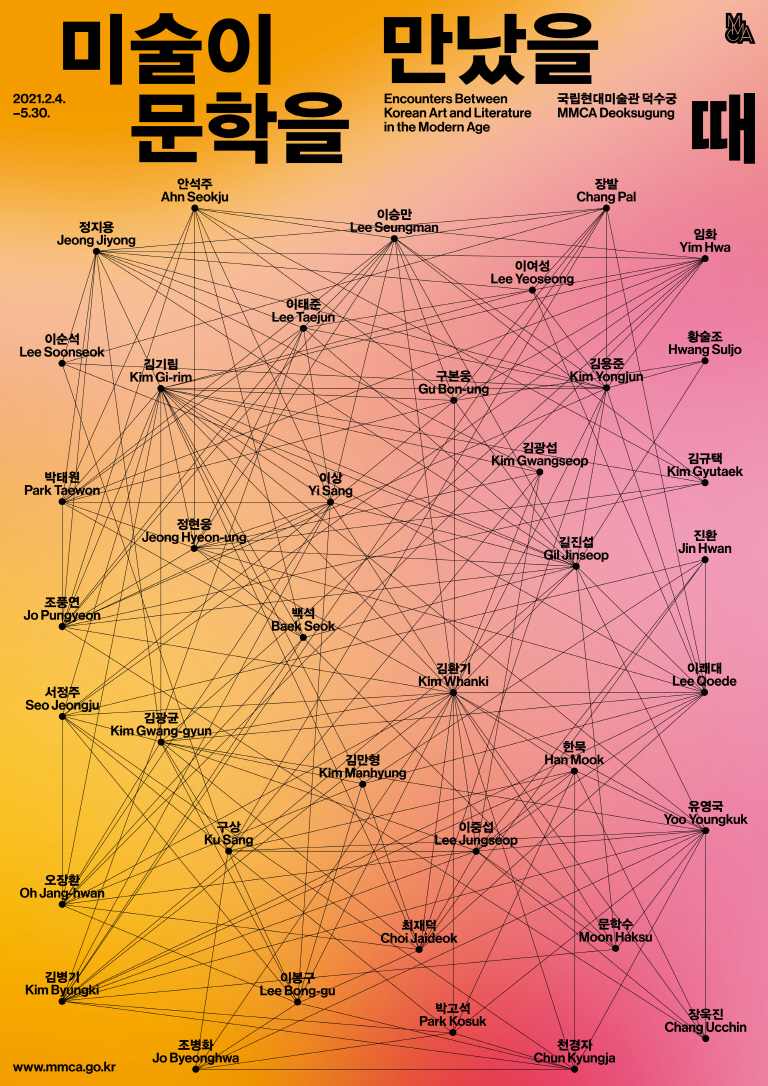 미술이 만났을
문학을 때
2021.2.4.
–5.30.
Encounters Between
Korean Art and Literature
in the Modern Age
국립현대미술관 덕수궁
MMCA Deoksugung
MMCA
안석주
Ahn Seokju
장발
Chang Pal
이승만
Lee Seungman
정지용
Jeong Jiyong
임화
Yim Hwa
이여성
Lee Yeoseong
이태준
Lee Taejun
이순석
Lee Soonseok
황술조
Hwang Suljo
김기림
Kim Gi-rim
구본웅
Gu Bon-ung
김용준
Kim Yongjun
김광섭
Kim Gwangseop
김규택
Kim Gyutaek
박태원
Park Taewon
이상
Yi Sang
정현웅
Jeong Hyeon-ung
길진섭
Gil Jinseop
진환
Jin Hwan
조풍연
Jo Pungyeon
백석
Baek Seok
김환기
Kim Whanki
이쾌대
Lee Qoede
서정주
Seo Jeongju
김광균
Kim Gwang-gyun
김만형
Kim Manhyung
한묵
Han Mook
유영국
Yoo Youngkuk
구상
Ku Sang
이중섭
Lee Jungseop
오장환
Oh Jang-hwan
최재덕
Choi Jaideok
문학수
Moon Haksu
김병기
Kim Byungki
이봉구
Lee Bong-gu
박고석
Park Kosuk
장욱진
Chang Ucchin
조병화
Jo Byeonghwa
천경자
Chun Kyungja
www.mmca.go.kr